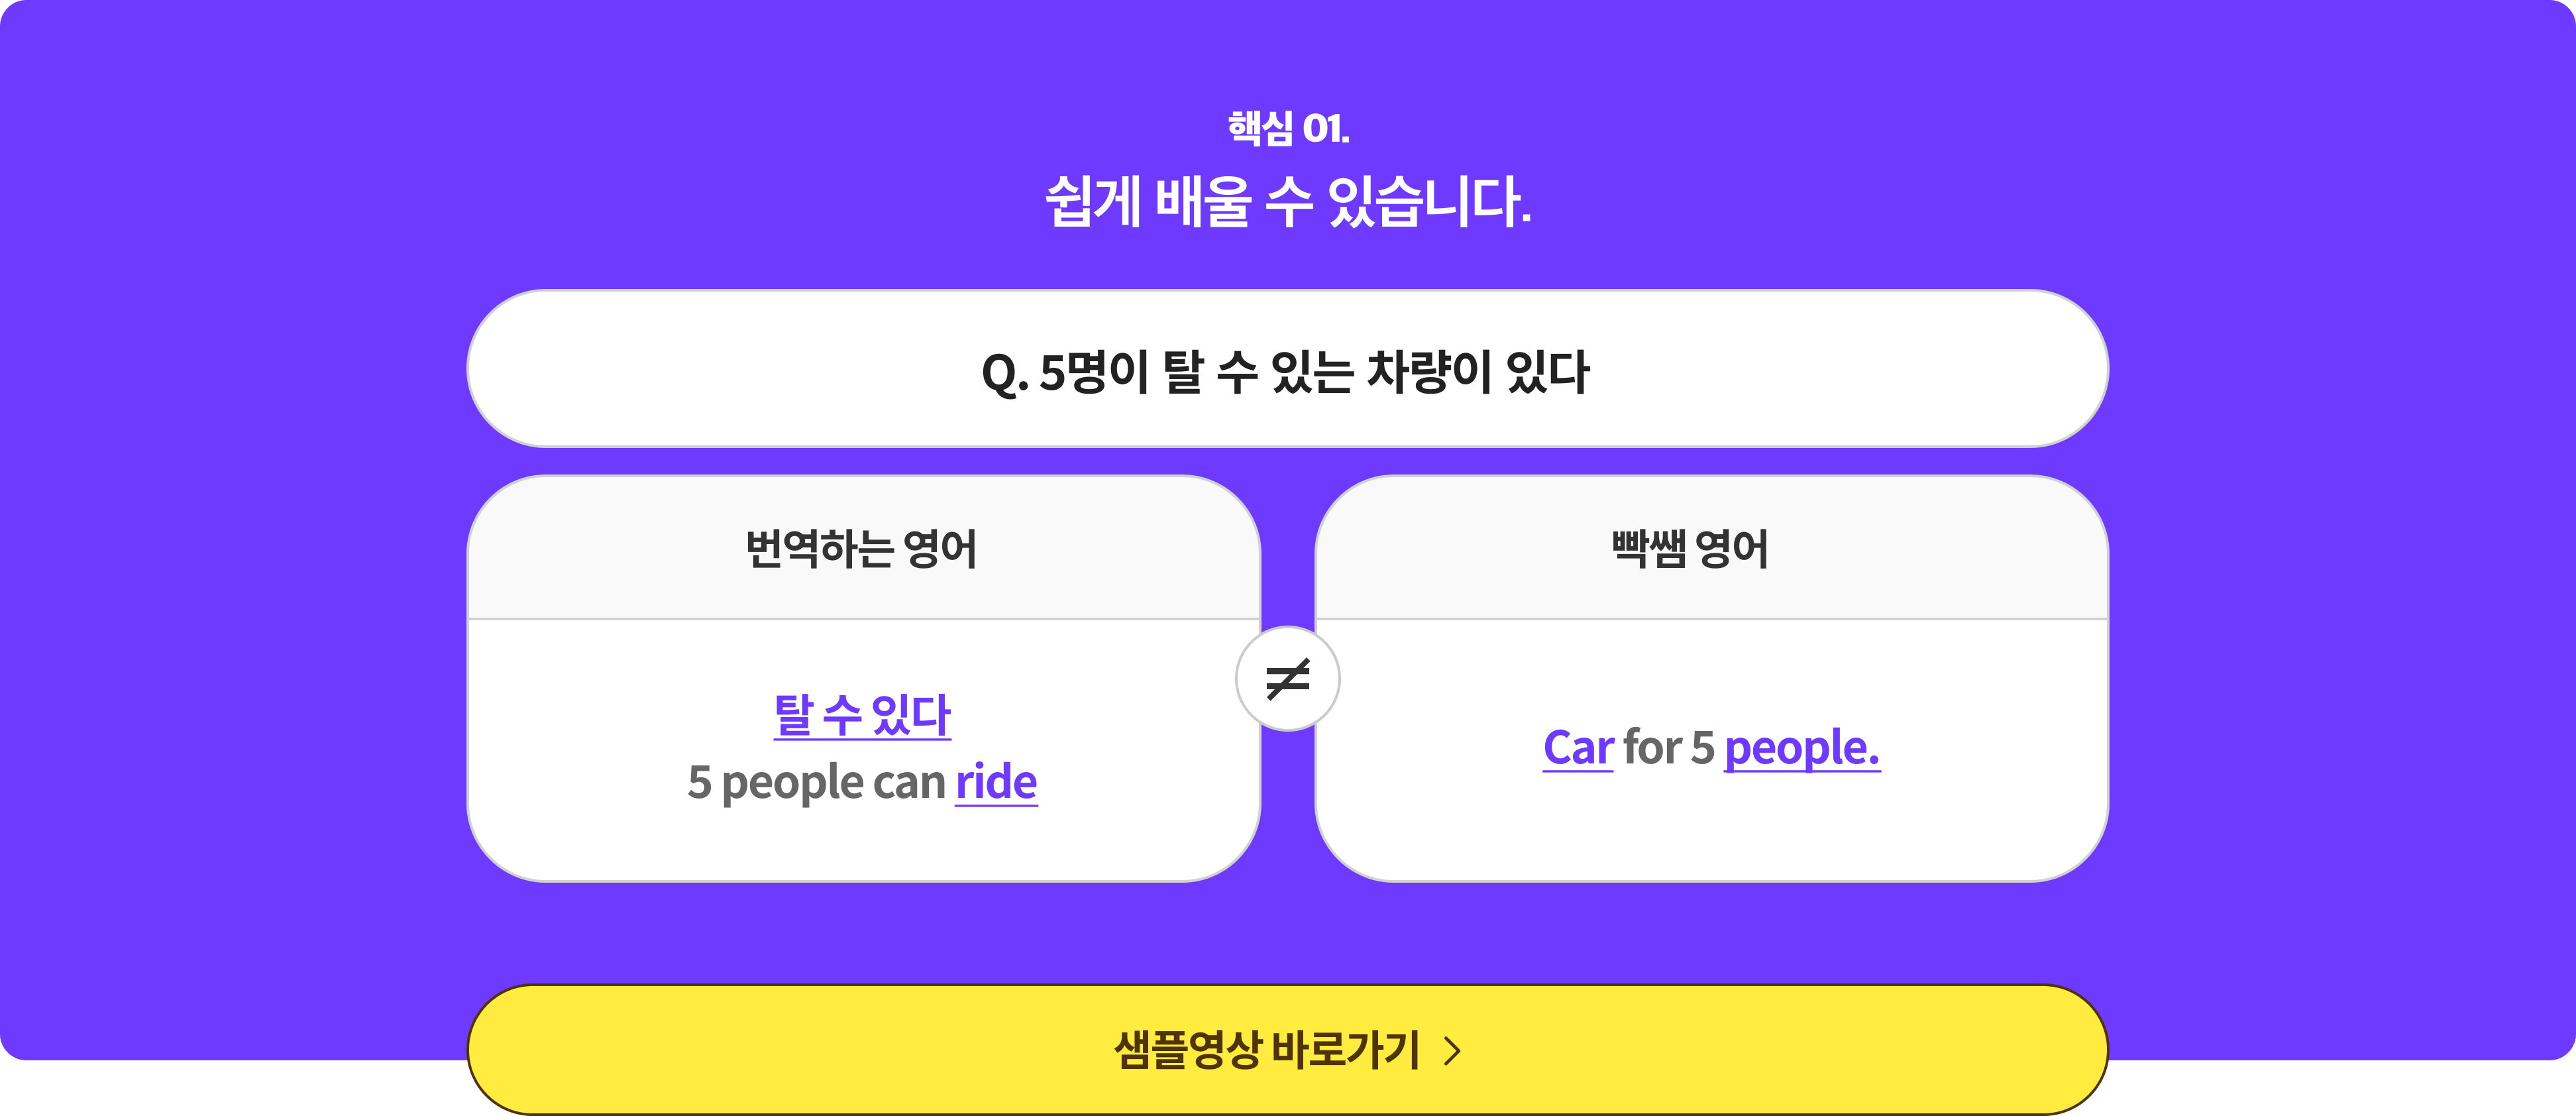 핵심 01.
쉽게 배울 수 있습니다.
Q. 5명이 탈 수 있는 차량이 있다
번역하는 영어
탈 수 있다
5 people can ride
≠
빡쌤 영어
Car for 5 people.
샘플영상 바로가기 >